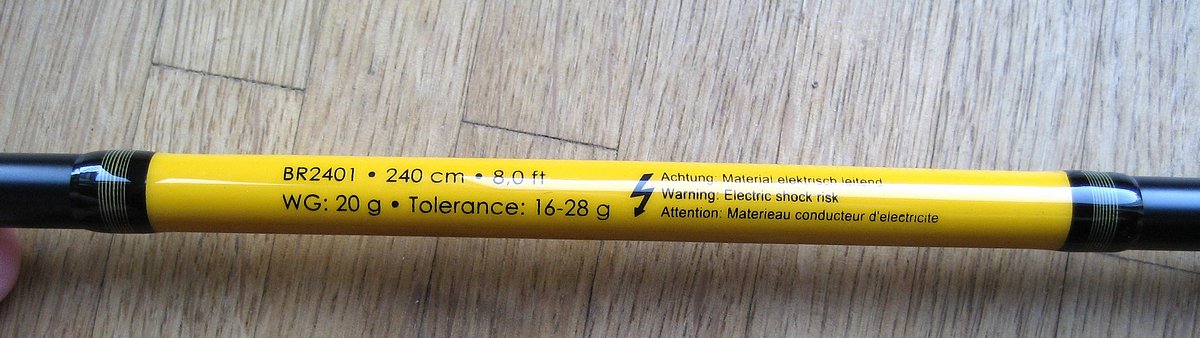 BR2401 • 240 cm • 8,0 ft
WG: 20 g • Tolerance: 16-28 g
Achtung: Material elektrisch leitend
Warning: Electric shock risk
Attention: Materieau conducteur d'electricite